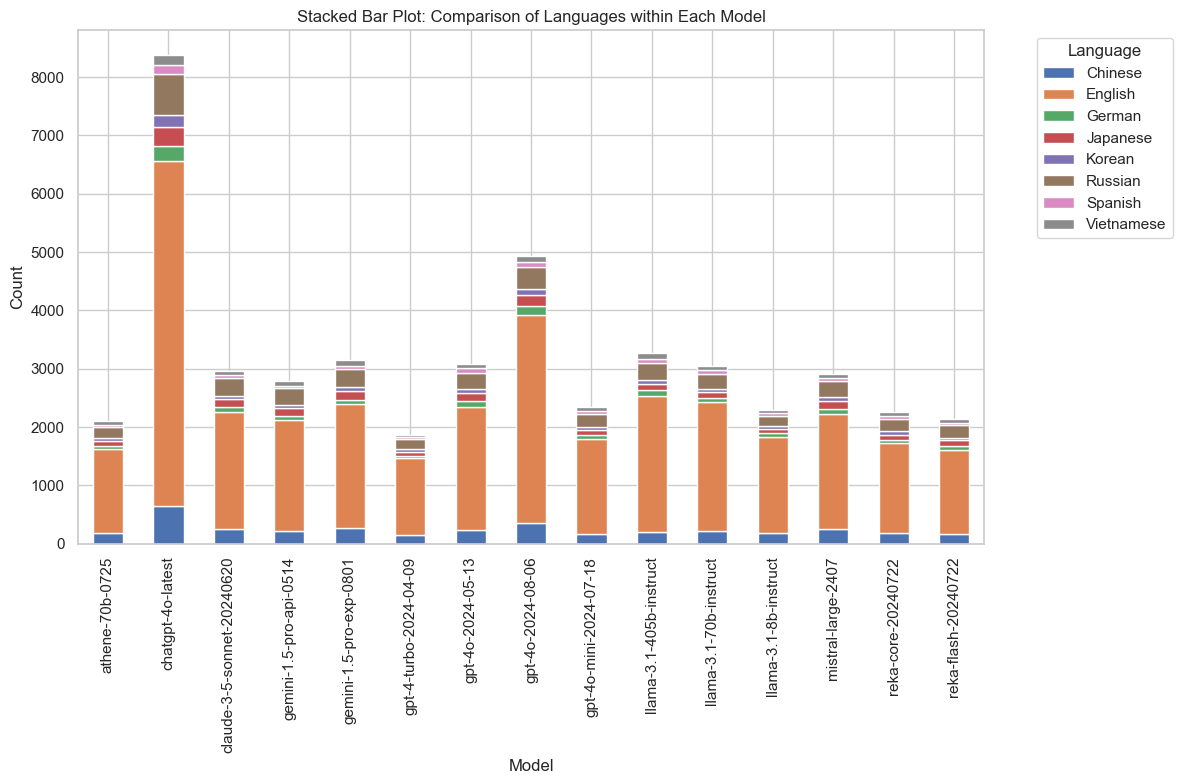 Stacked Bar Plot: Comparison of Languages within Each Model
Language
Chinese
English
German
Japanese
Korean
Russian
Spanish
Vietnamese
Count
8000
7000
6000
5000
4000
3000
2000
1000
0
athene-70b-0725
chatgpt-4o-latest
claude-3-5-sonnet-20240620
gemini-1.5-pro-api-0514
gemini-1.5-pro-exp-0801
gpt-4-turbo-2024-04-09
gpt-4o-2024-05-13
gpt-4o-2024-08-06
gpt-4o-mini-2024-07-18
llama-3.1-405b-instruct
llama-3.1-70b-instruct
llama-3.1-8b-instruct
mistral-large-2407
reka-core-20240722
reka-flash-20240722
Model